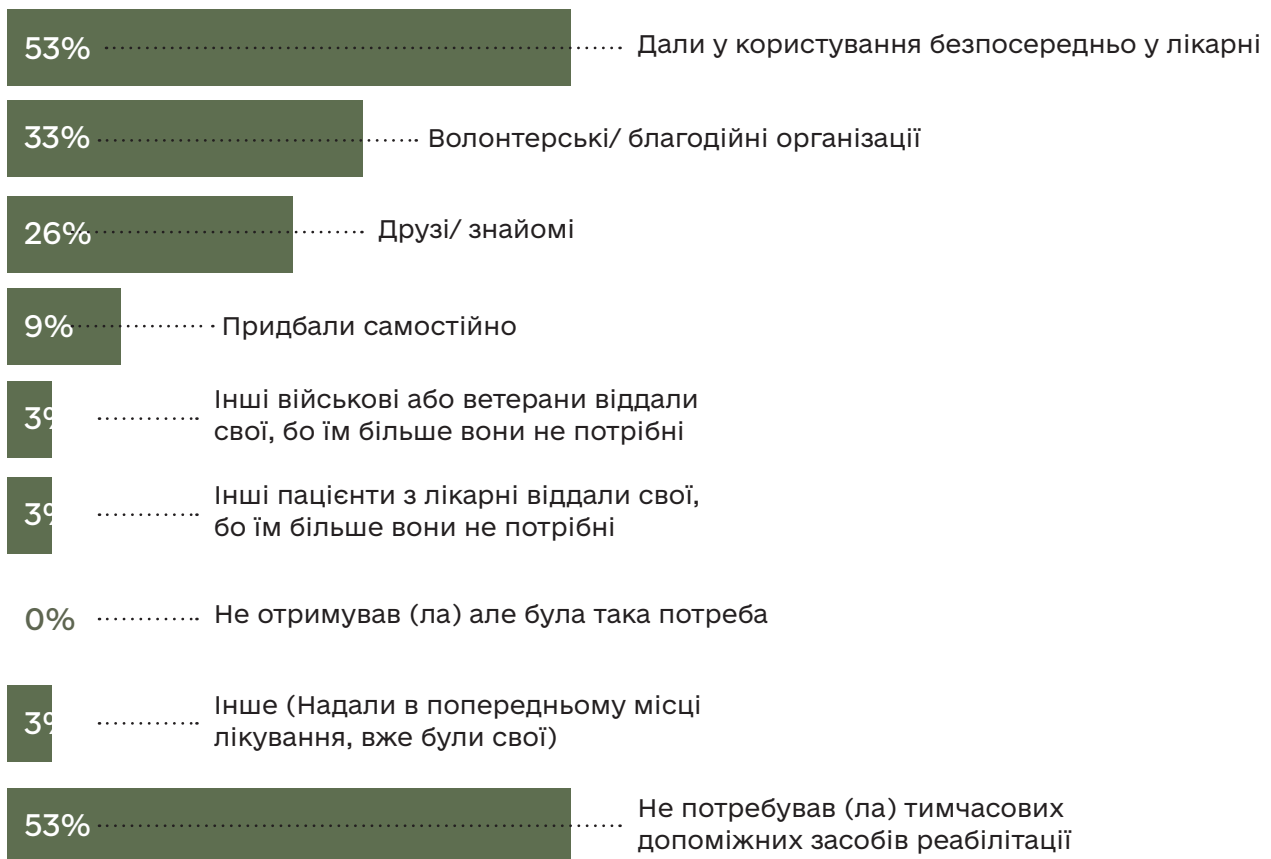 53% Дали у користування безпосередньо у лікарні
33% Волонтерські/ благодійні організації
26% Друзі/ знайомі
9% Придбали самостійно
3% Інші військові або ветерани віддали
свої, бо їм більше вони не потрібні
3% Інші пацієнти з лікарні віддали свої,
бо їм більше вони не потрібні
0% Не отримував (ла) але була така потреба
3% Інше (Надали в попередньому місці
лікування, вже були свої)
53% Не потребував (ла) тимчасових
допоміжних засобів реабілітації